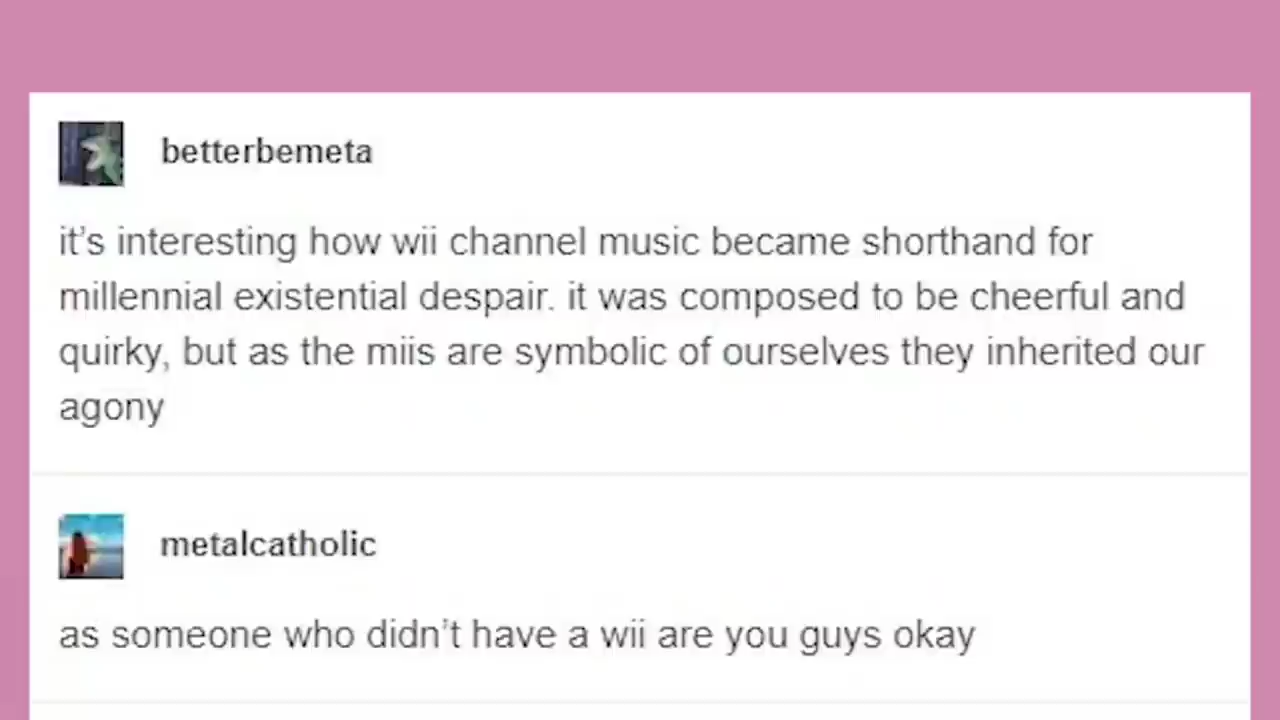 betterbemeta
it’s interesting how wii channel music became shorthand for
millennial existential despair. it was composed to be cheerful and
quirky, but as the miis are symbolic of ourselves they inherited our
agony
metalcatholic
as someone who didn’t have a wii are you guys okay